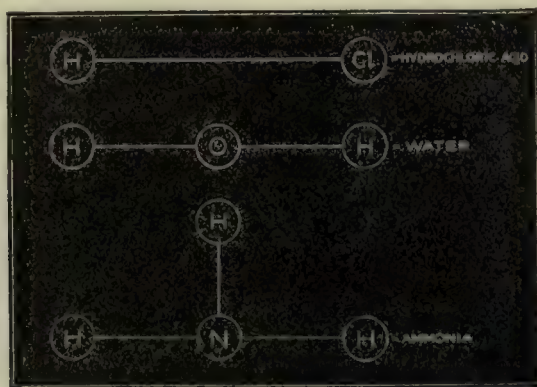 H Cl =HYDROCHLORIC ACID
H O H =WATER
H
H N H =AMMONIA